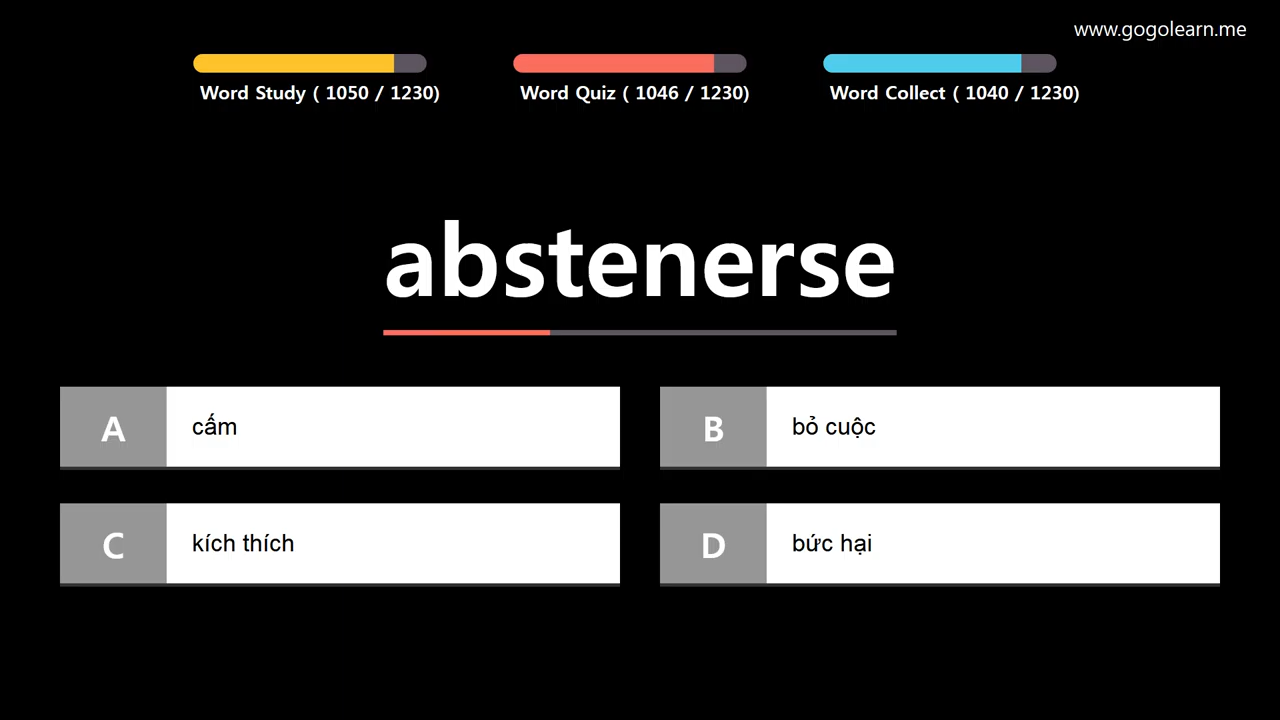 www.gogolearn.me
Word Study ( 1050 / 1230)
Word Quiz ( 1046 / 1230)
Word Collect ( 1040 / 1230)
abstenerse
A cấm
B bỏ cuộc
C kích thích
D bức hại